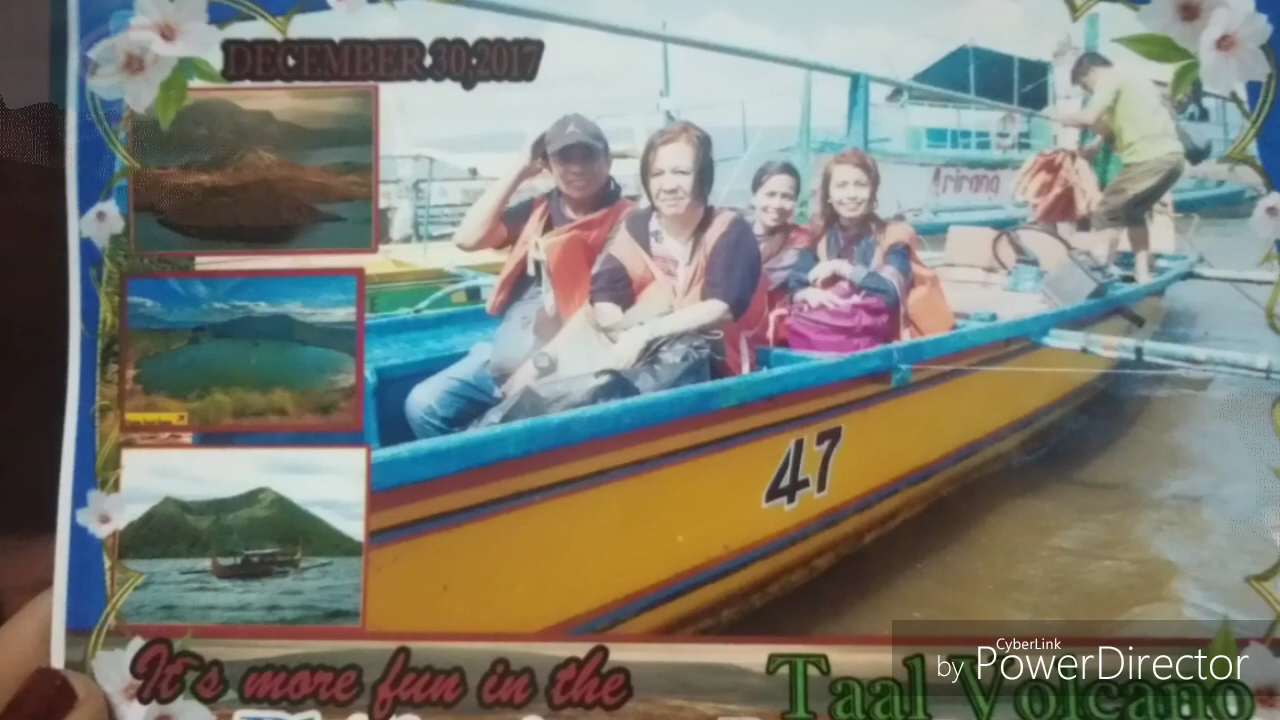 DECEMBER 30,2017
Arirang
47
It's more fun in the
Taal Volcano
CyberLink
by PowerDirector